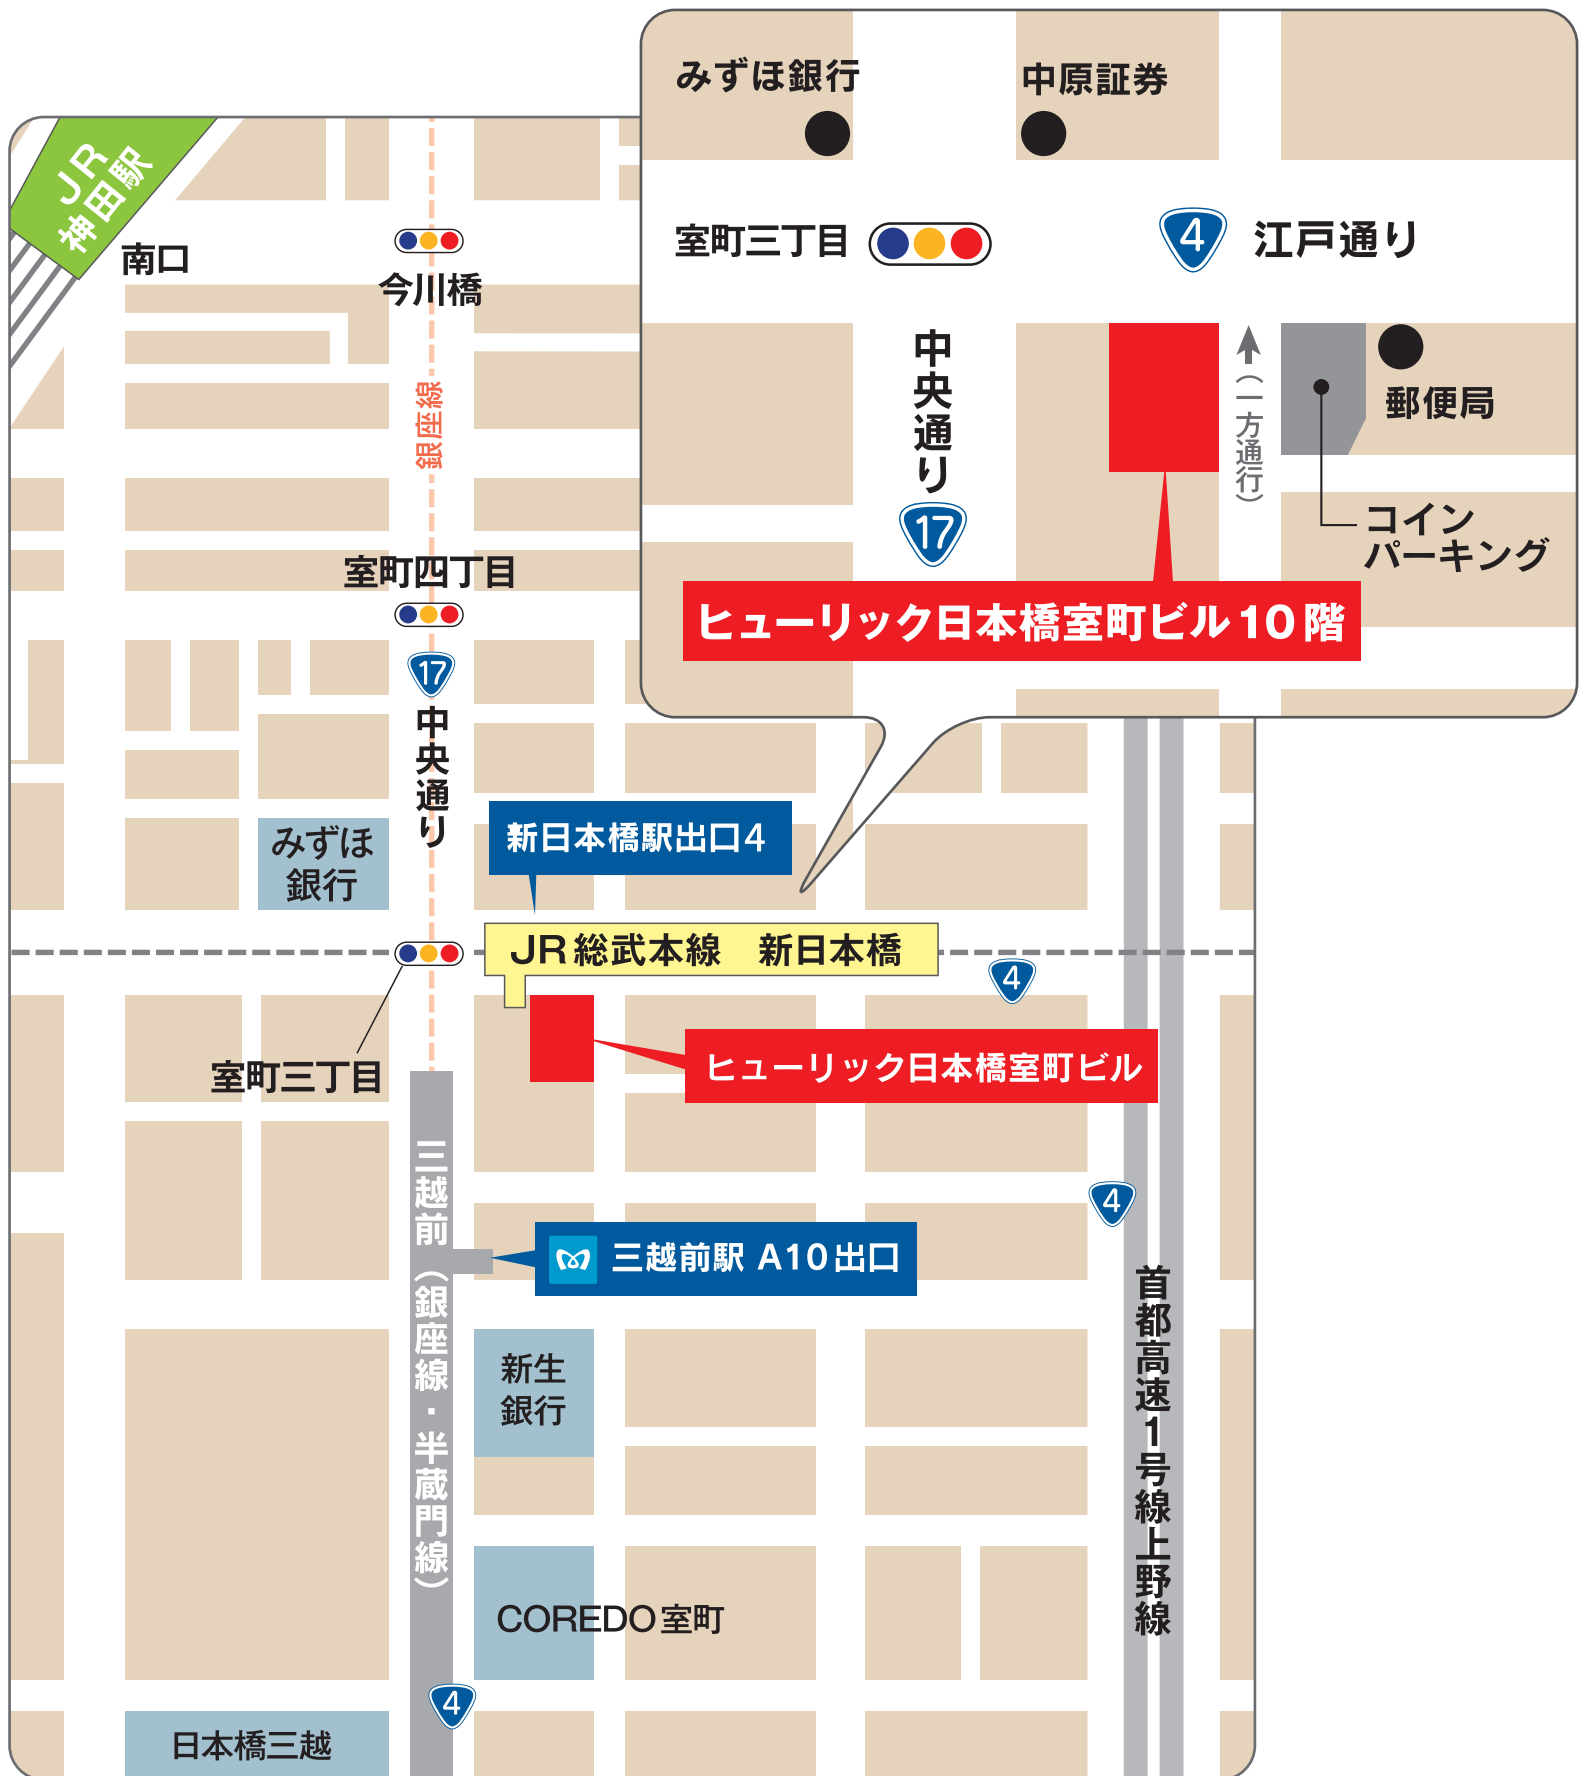 みずほ銀行
中原証券
室町三丁目
4
江戸通り
中央通り
17
(一方通行)
郵便局
コイン
パーキング
ヒューリック日本橋室町ビル10階
JR
神田駅
南口
今川橋
銀座線
室町四丁目
17
中央通り
みずほ
銀行
新日本橋駅出口4
JR総武本線　新日本橋
4
室町三丁目
ヒューリック日本橋室町ビル
三越前(銀座線・半蔵門線)
4
三越前駅 A10出口
首都高速1号線上野線
新生
銀行
COREDO室町
4
日本橋三越